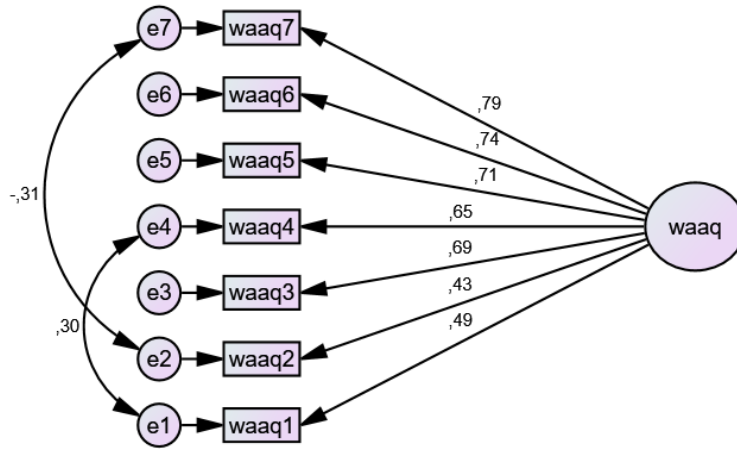 e7 waaq7
,79
e6 waaq6
,74
e5 waaq5
,71
-,31
e4 waaq4
,65
waaq
e3 waaq3
,69
,30
e2 waaq2
,43
e1 waaq1
,49